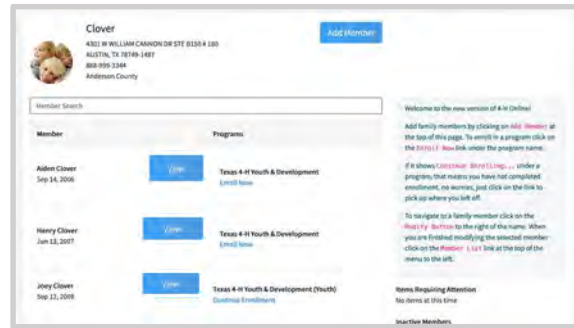 Clover
4301 W WILLIAM CANNON DR STE B150 # 180
AUSTIN, TX 78749-1487
888-999-3344
Anderson County
Add Member
Member Search
Member
Programs
Aiden Clover
Sep 14, 2006
View
Texas 4-H Youth & Development
Enroll Now
Henry Clover
Jun 13, 2007
View
Texas 4-H Youth & Development
Enroll Now
Joey Clover
Sep 12, 2008
View
Texas 4-H Youth & Development (Youth)
Continue Enrollment
Welcome to the new version of 4-H Online!
Add family members by clicking on Add Member at
the top of this page. To enroll in a program click on
the Enroll Now link under the program name.
If it shows Continue Enrolling... under a
program, that means you have not completed
enrollment, no worries, just click on the link to
pick up where you left off.
To navigate to a family member click on the
Modify Button to the right of the name. When
you are finished modifying the selected member
click on the Member List link at the top of the
menu to the left.
Items Requiring Attention
No items at this time
Inactive Members